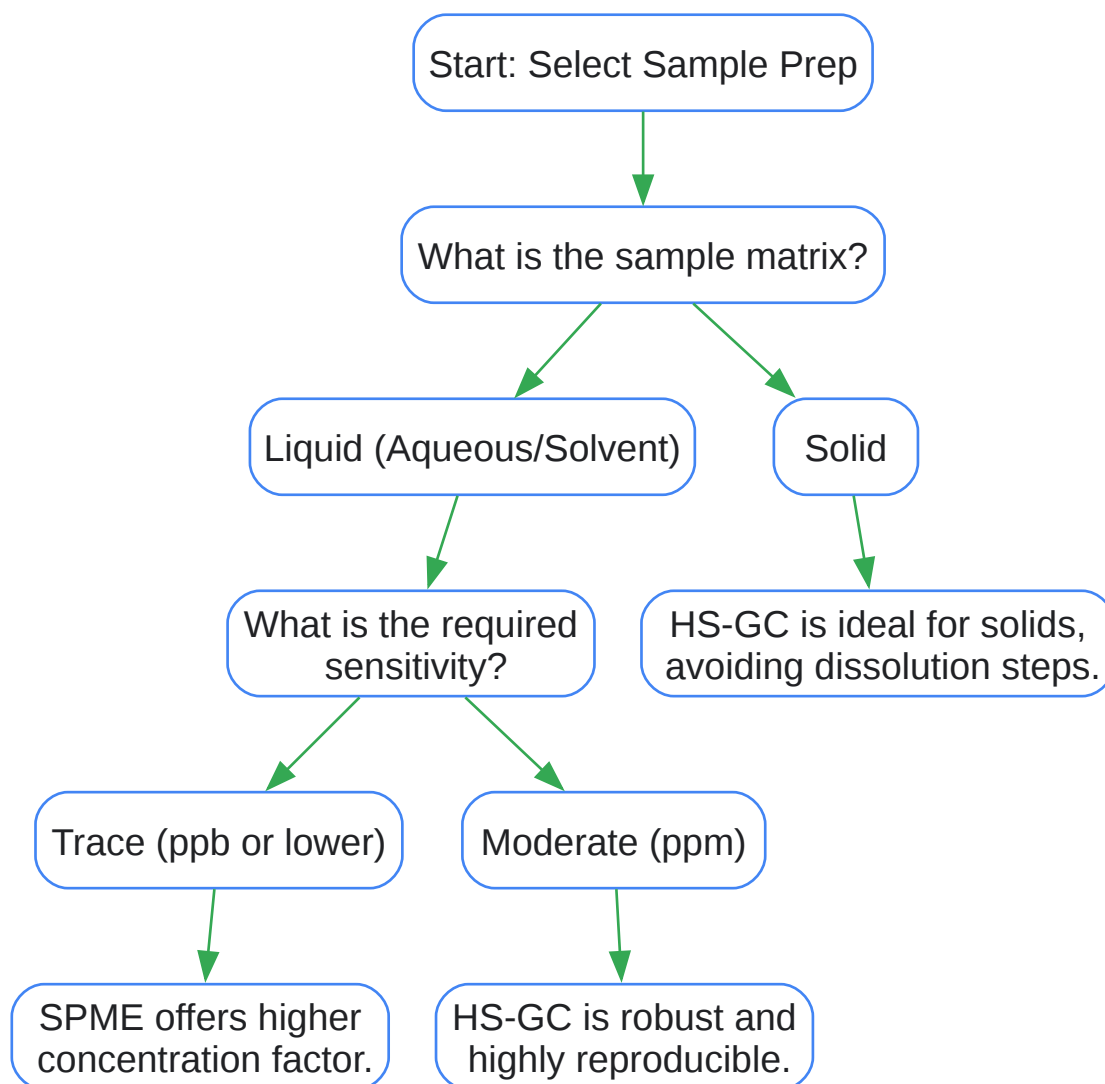 Start: Select Sample Prep
What is the sample matrix?
Liquid (Aqueous/Solvent)
Solid
What is the required
sensitivity?
HS-GC is ideal for solids,
avoiding dissolution steps.
Trace (ppb or lower)
Moderate (ppm)
SPME offers higher
concentration factor.
HS-GC is robust and
highly reproducible.